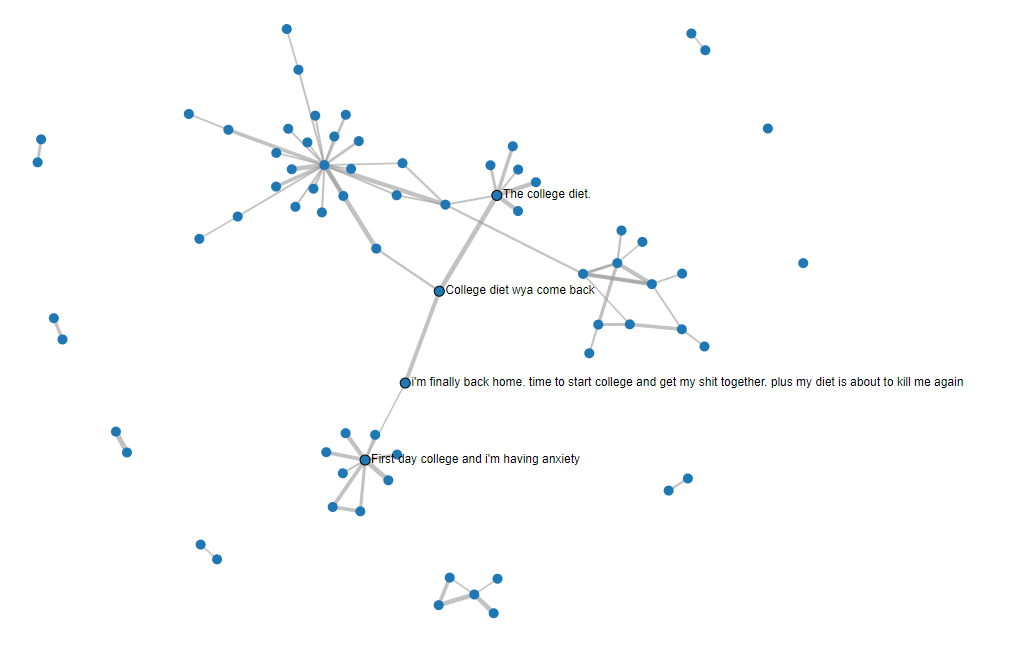 The college diet.
College diet wya come back
i'm finally back home. time to start college and get my shit together. plus my diet is about to kill me again
First day college and i'm having anxiety